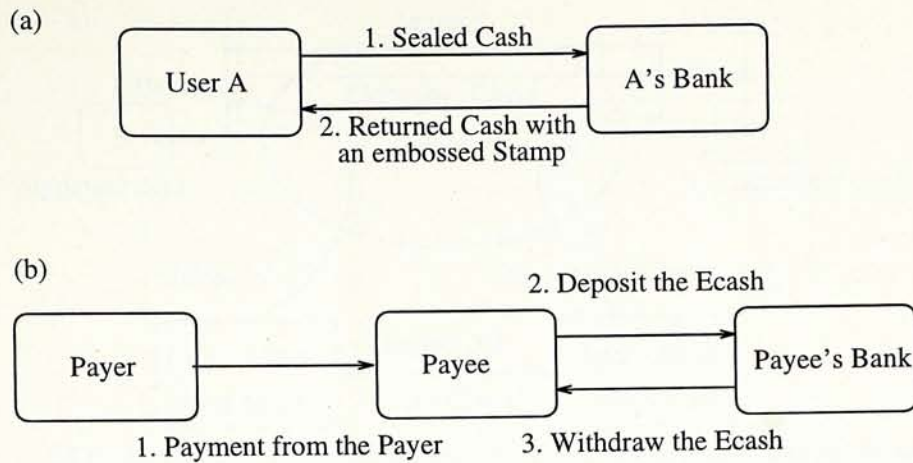 (a)
1. Sealed Cash
User A
A's Bank
2. Returned Cash with
an embossed Stamp
(b)
2. Deposit the Ecash
Payer
Payee
Payee's Bank
1. Payment from the Payer
3. Withdraw the Ecash